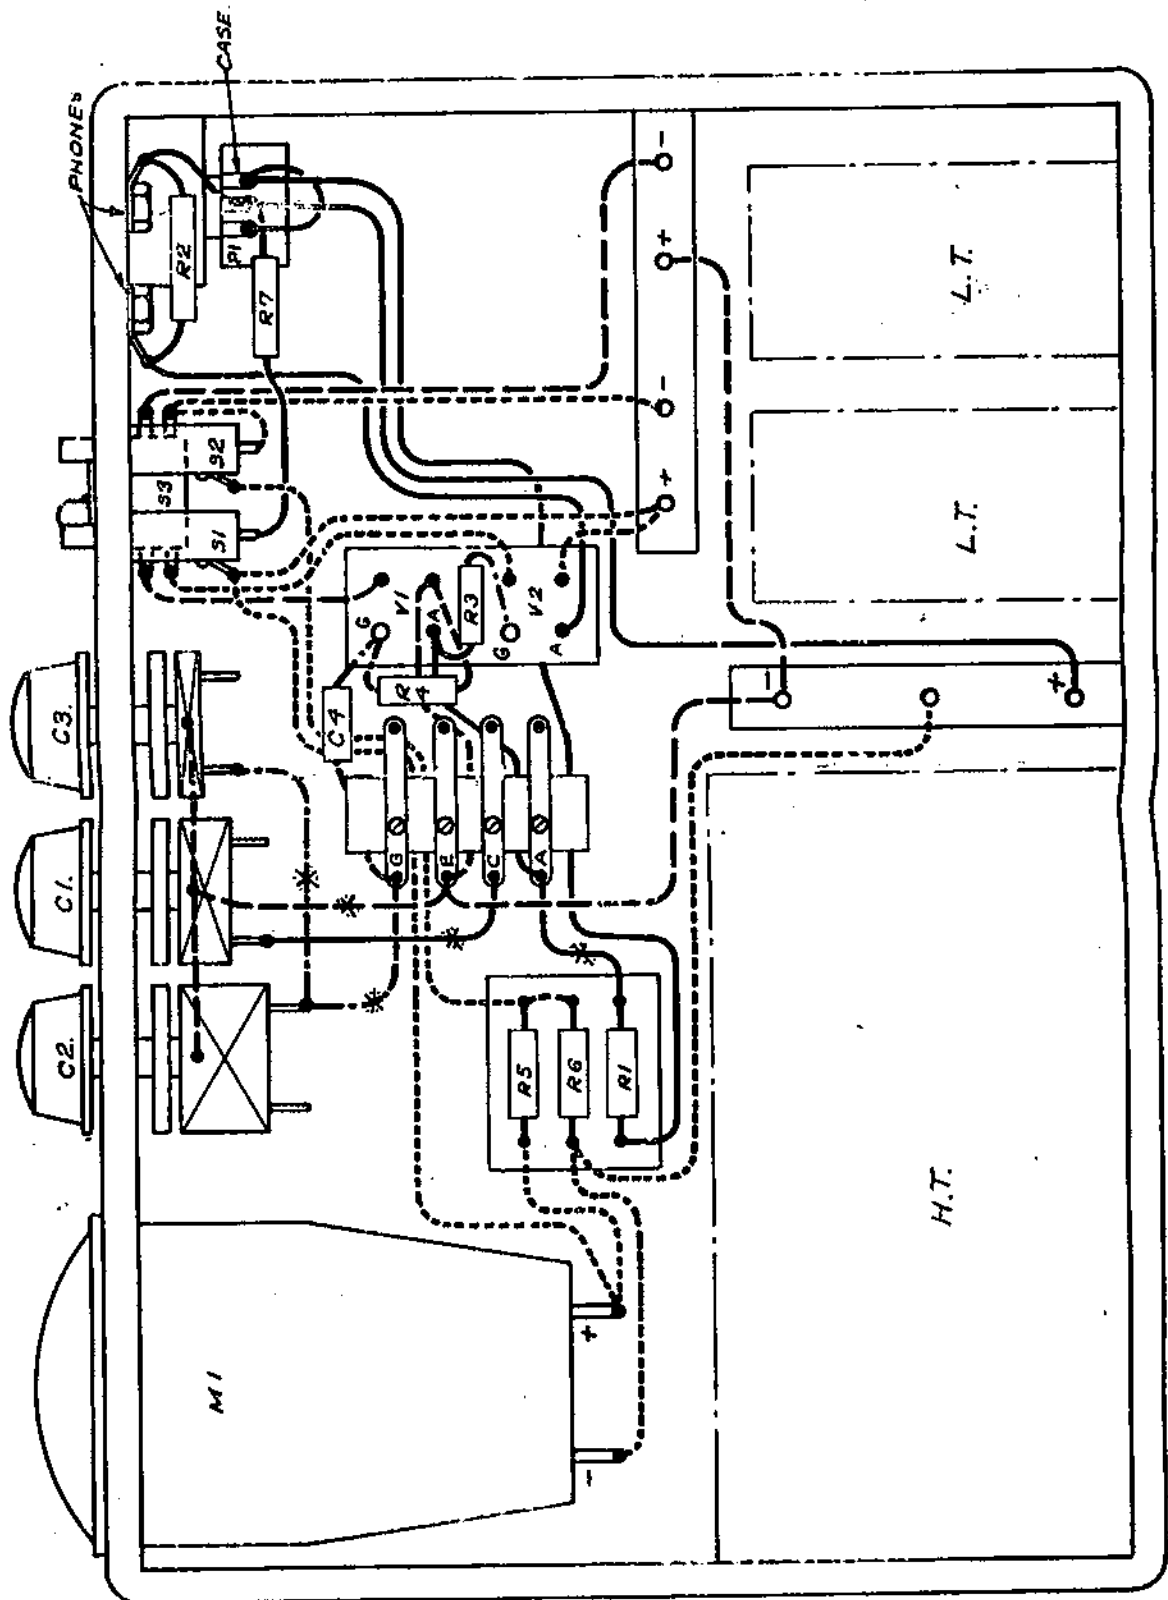 PHONES
CASE
R2
P1
R7
S2
S3
S1
C3.
C1.
C2.
M1
+
-
G
V1
A
R3
G
V2
A
R4
C4
G
E
C
A
R5
R6
R1
-
+
-
+
-
+
L.T.
L.T.
H.T.